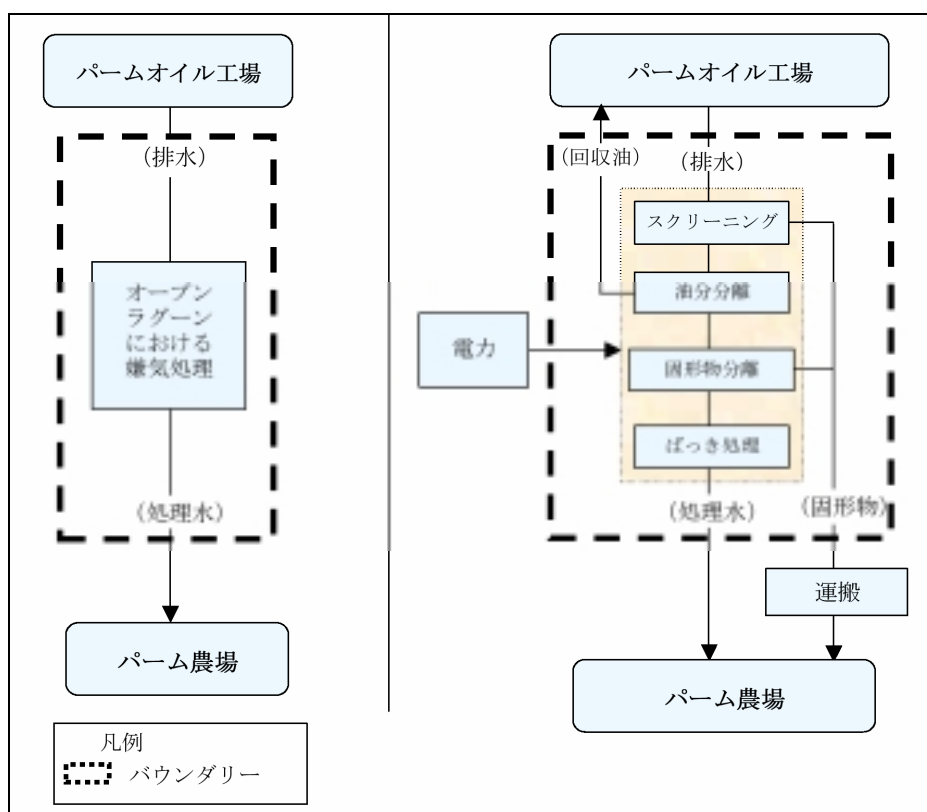 パームオイル工場
(排水)
オープン
ラグーン
における
嫌気処理
(処理水)
パーム農場
凡例
バウンダリー
パームオイル工場
(回収油)
(排水)
スクリーニング
油分分離
電力
固形物分離
ばっき処理
(処理水)
(固形物)
運搬
パーム農場